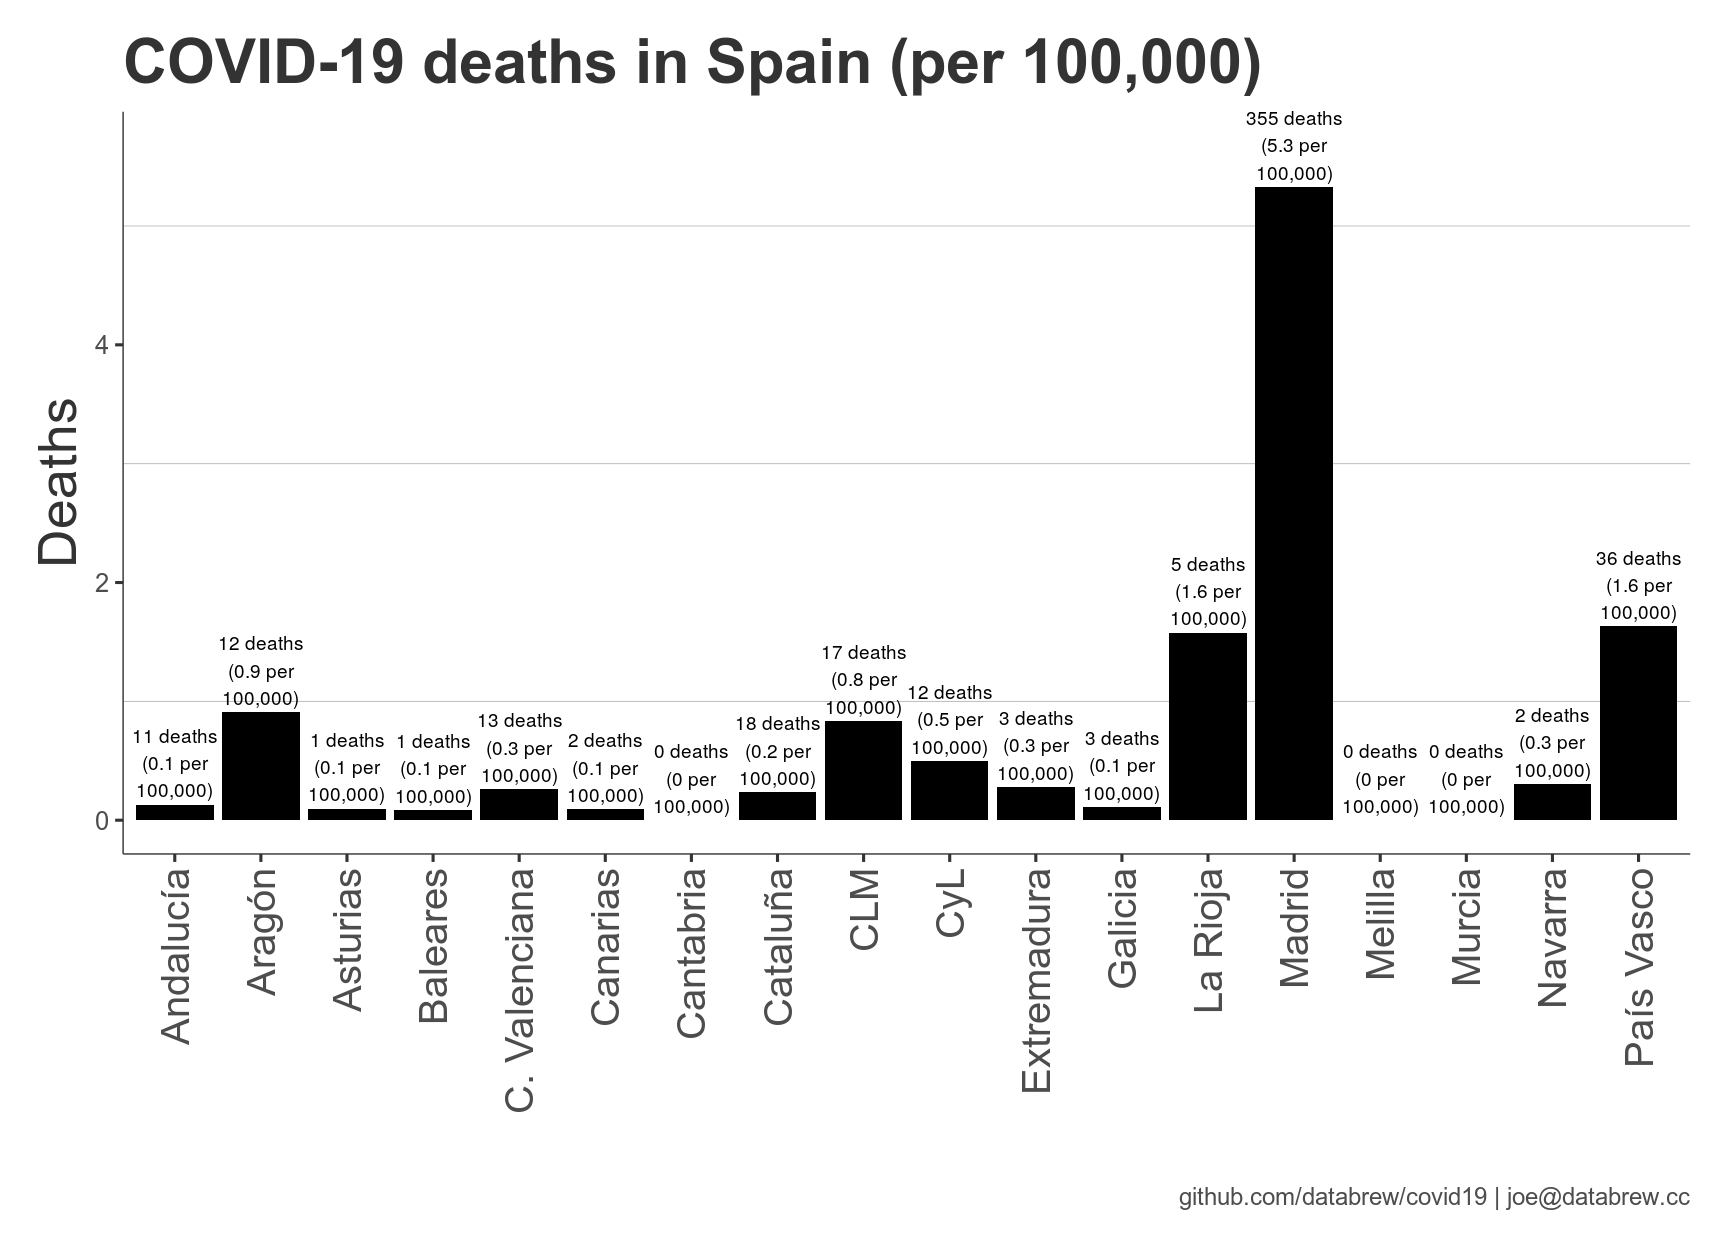 COVID-19 deaths in Spain (per 100,000)
Deaths
4
2
0
11 deaths
(0.1 per
100,000)
12 deaths
(0.9 per
100,000)
1 deaths
(0.1 per
100,000)
1 deaths
(0.1 per
100,000)
13 deaths
(0.3 per
100,000)
2 deaths
(0.1 per
100,000)
0 deaths
(0 per
100,000)
18 deaths
(0.2 per
100,000)
17 deaths
(0.8 per
100,000)
12 deaths
(0.5 per
100,000)
3 deaths
(0.3 per
100,000)
3 deaths
(0.1 per
100,000)
5 deaths
(1.6 per
100,000)
355 deaths
(5.3 per
100,000)
0 deaths
(0 per
100,000)
0 deaths
(0 per
100,000)
2 deaths
(0.3 per
100,000)
36 deaths
(1.6 per
100,000)
Andalucía
Aragón
Asturias
Baleares
C. Valenciana
Canarias
Cantabria
Cataluña
CLM
CyL
Extremadura
Galicia
La Rioja
Madrid
Melilla
Murcia
Navarra
País Vasco
github.com/databrew/covid19 | joe@databrew.cc